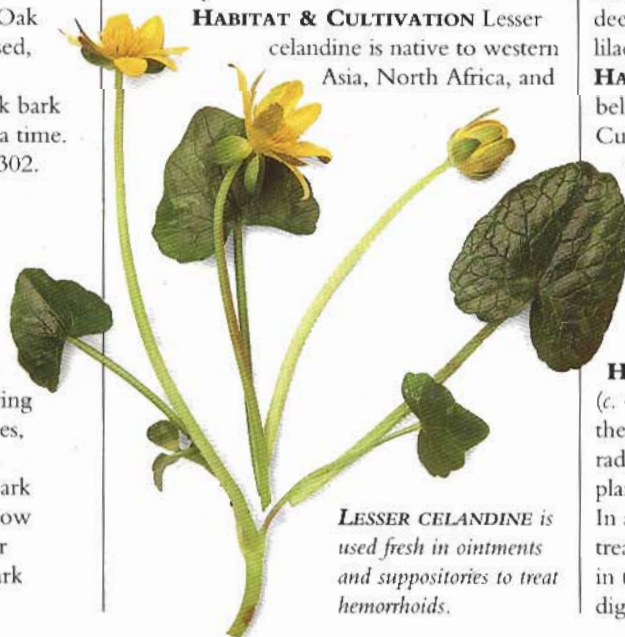 Oak
sed,
k bark
a time.
302.
ing
es,
ark
ow
r
ark
HABITAT & CULTIVATION Lesser
celandine is native to western
Asia, North Africa, and
LESSER CELANDINE is
used fresh in ointments
and suppositories to treat
hemorrhoids.
dee
lilac
HA
bel
Cu
H
(c.
the
rad
plan
In a
trea
in t
dig